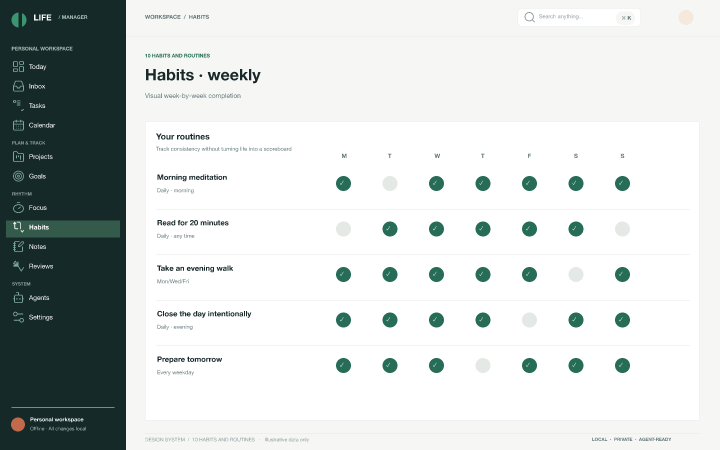 LIFE / MANAGER
PERSONAL WORKSPACE
Today
Inbox
Tasks
Calendar
PLAN & TRACK
Projects
Goals
RHYTHM
Focus
Habits
Notes
Reviews
SYSTEM
Agents
Settings
Personal workspace
Offline · All changes local
WORKSPACE / HABITS
Search anything...
⌘ K
10 HABITS AND ROUTINES
Habits · weekly
Visual week-by-week completion
Your routines
Track consistency without turning life into a scoreboard
M T W T F S S
Morning meditation
Daily · morning
Read for 20 minutes
Daily · any time
Take an evening walk
Mon/Wed/Fri
Close the day intentionally
Daily · evening
Prepare tomorrow
Every weekday
DESIGN SYSTEM / 10 HABITS AND ROUTINES · Illustrative data only
LOCAL · PRIVATE · AGENT-READY